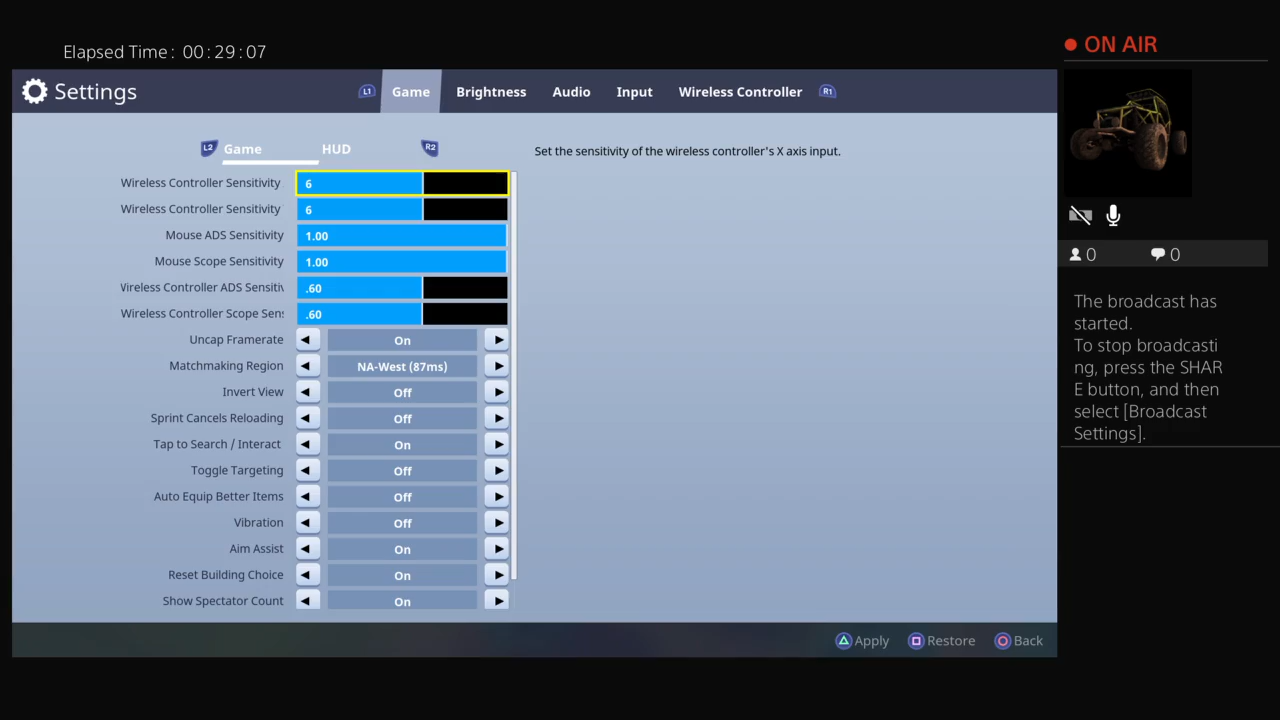 Elapsed Time: 00:29:07
ON AIR
Settings
L1 Game Brightness Audio Input Wireless Controller R1
L2 Game HUD R2
Set the sensitivity of the wireless controller's X axis input.
Wireless Controller Sensitivity 6
Wireless Controller Sensitivity 6
Mouse ADS Sensitivity 1.00
Mouse Scope Sensitivity 1.00
Wireless Controller ADS Sensitiv .60
Wireless Controller Scope Sens .60
Uncap Framerate On
Matchmaking Region NA-West (87ms)
Invert View Off
Sprint Cancels Reloading Off
Tap to Search / Interact On
Toggle Targeting Off
Auto Equip Better Items Off
Vibration Off
Aim Assist On
Reset Building Choice On
Show Spectator Count On
Apply Restore Back
0 0
The broadcast has
started.
To stop broadcasti
ng, press the SHAR
E button, and then
select [Broadcast
Settings].